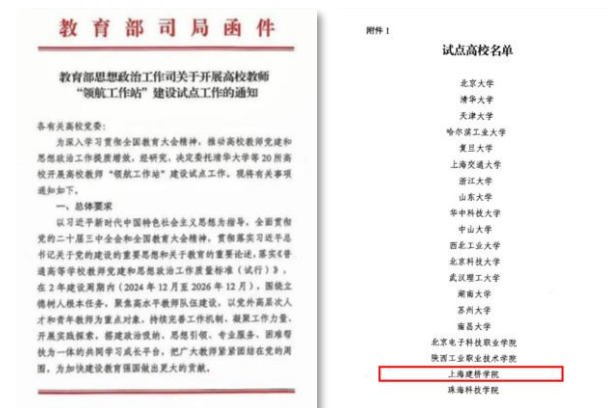 教育部司局函件
教育部思想政治工作司关于开展高校教师
“领航工作站”建设试点工作的通知
各有关高校党委：
为深入学习贯彻全国教育大会精神，推动高校教师党建和
思想政治工作提质增效，经研究，决定委托清华大学等20所高
校开展高校教师“领航工作站”建设试点工作。现将有关事项
通知如下。
一、总体要求
以习近平新时代中国特色社会主义思想为指导，全面贯彻
党的二十届三中全会和全国教育大会精神，贯彻落实习近平总
书记关于党的建设的重要思想和关于教育的重要论述，落实《普
通高等学校教师党建和思想政治工作质量标准（试行）》，
在2年建设周期内（2024年12月至2026年12月），围绕立
德树人根本任务，聚焦高水平教师队伍建设，以党外高层次人
才和青年教师为重点对象，持续完善工作机制、凝聚工作力量、
开展实践探索，搭建政治吸纳、思想引领、专业服务、困难帮
扶为一体的共同学习成长平台，把广大教师紧紧团结在党的周
围，为加快建设教育强国做出更大的贡献。
附件1
试点高校名单
北京大学
清华大学
天津大学
哈尔滨工业大学
复旦大学
上海交通大学
浙江大学
山东大学
华中科技大学
中山大学
西北工业大学
北京科技大学
武汉理工大学
湖南大学
苏州大学
南昌大学
北京电子科技职业学院
陕西工业职业技术学院
上海建桥学院
珠海科技学院